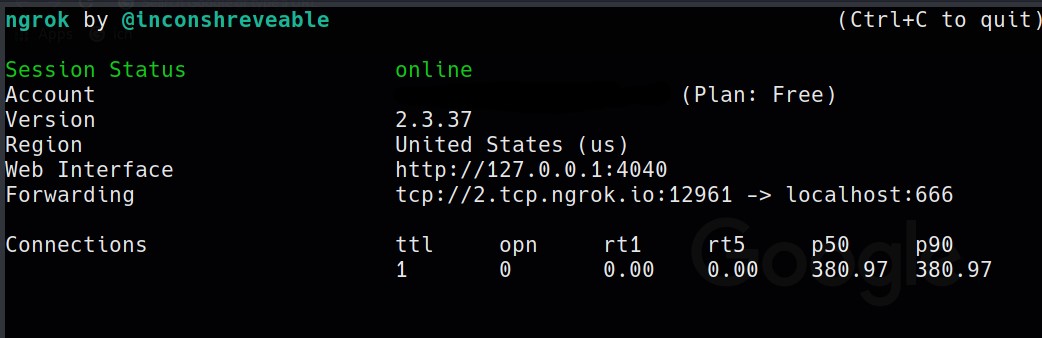 ngrok by @inconshreveable (Ctrl+C to quit)
Session Status online
Account (Plan: Free)
Version 2.3.37
Region United States (us)
Web Interface http://127.0.0.1:4040
Forwarding tcp://2.tcp.ngrok.io:12961 -> localhost:666
Connections ttl opn rt1 rt5 p50 p90
1 0 0.00 0.00 380.97 380.97
Google